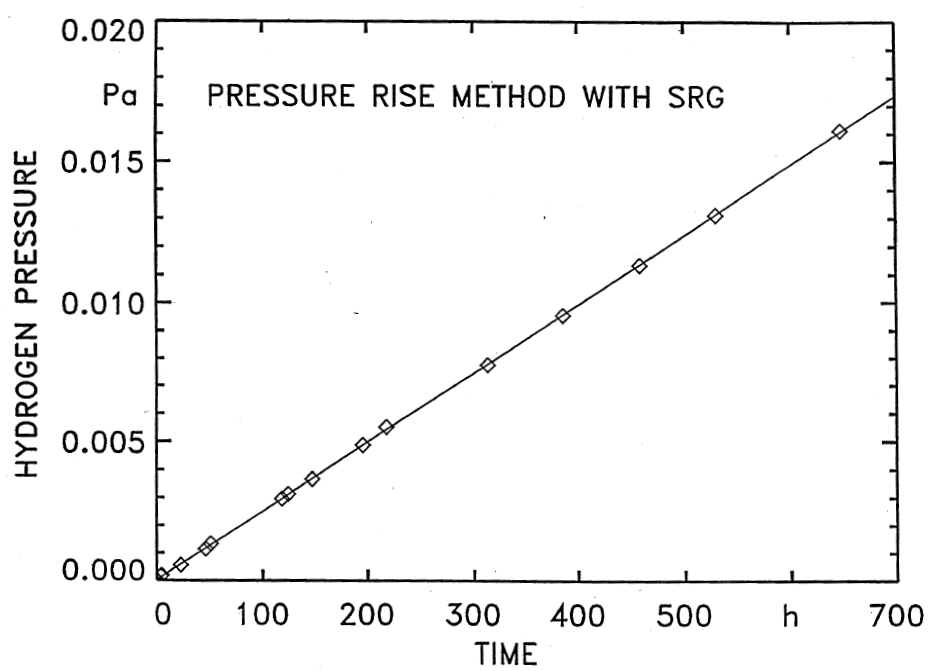 0.020
Pa
PRESSURE RISE METHOD WITH SRG
0.015
HYDROGEN PRESSURE
0.010
0.005
0.000
0 100 200 300 400 500 h 700
TIME